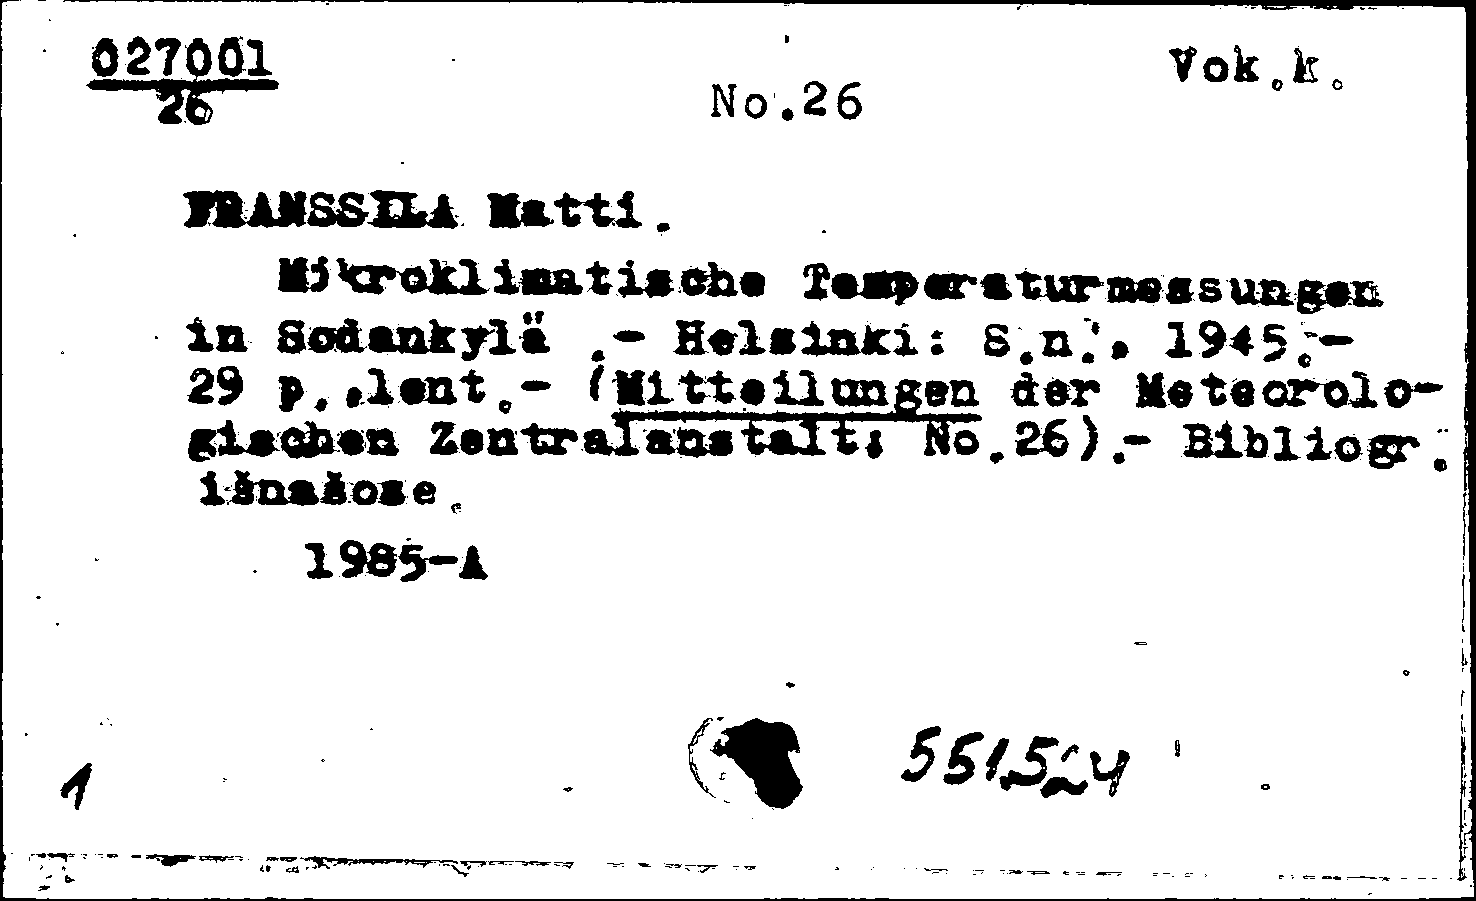 027001
26
No.26
Vok.k.
FRANSSILA Matti.
Mikroklimatische Temperaturmessungen
in Sodankylä .- Helsinki: S.n., 1945.-
29 p.,lent.- (Mitteilungen der Meteorolo-
gischen Zentralanstalt; No.26).- Bibliogr.
išnašose.
1985-A
551.524
1